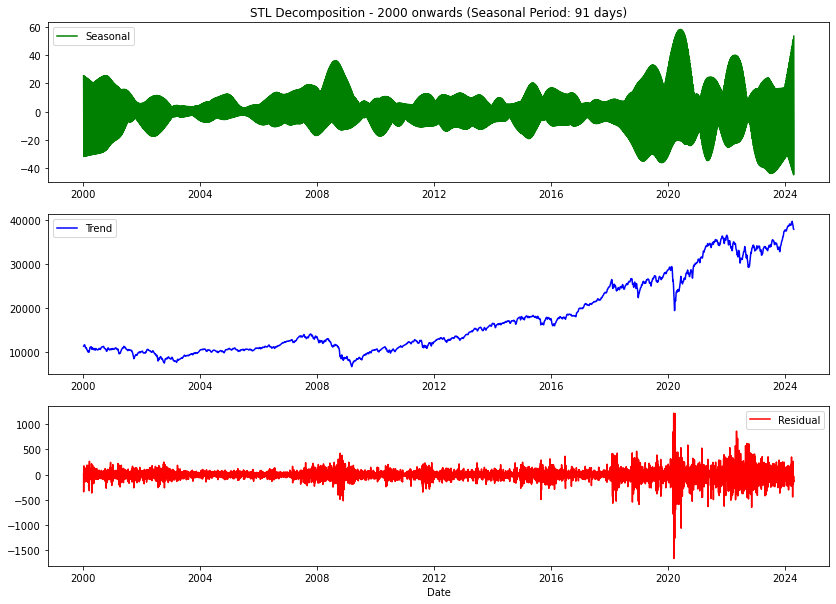 STL Decomposition - 2000 onwards (Seasonal Period: 91 days)
Seasonal
60
40
20
0
−20
−40
2000 2004 2008 2012 2016 2020 2024
Trend
40000
30000
20000
10000
2000 2004 2008 2012 2016 2020 2024
Residual
1000
500
0
−500
−1000
−1500
2000 2004 2008 2012 2016 2020 2024
Date